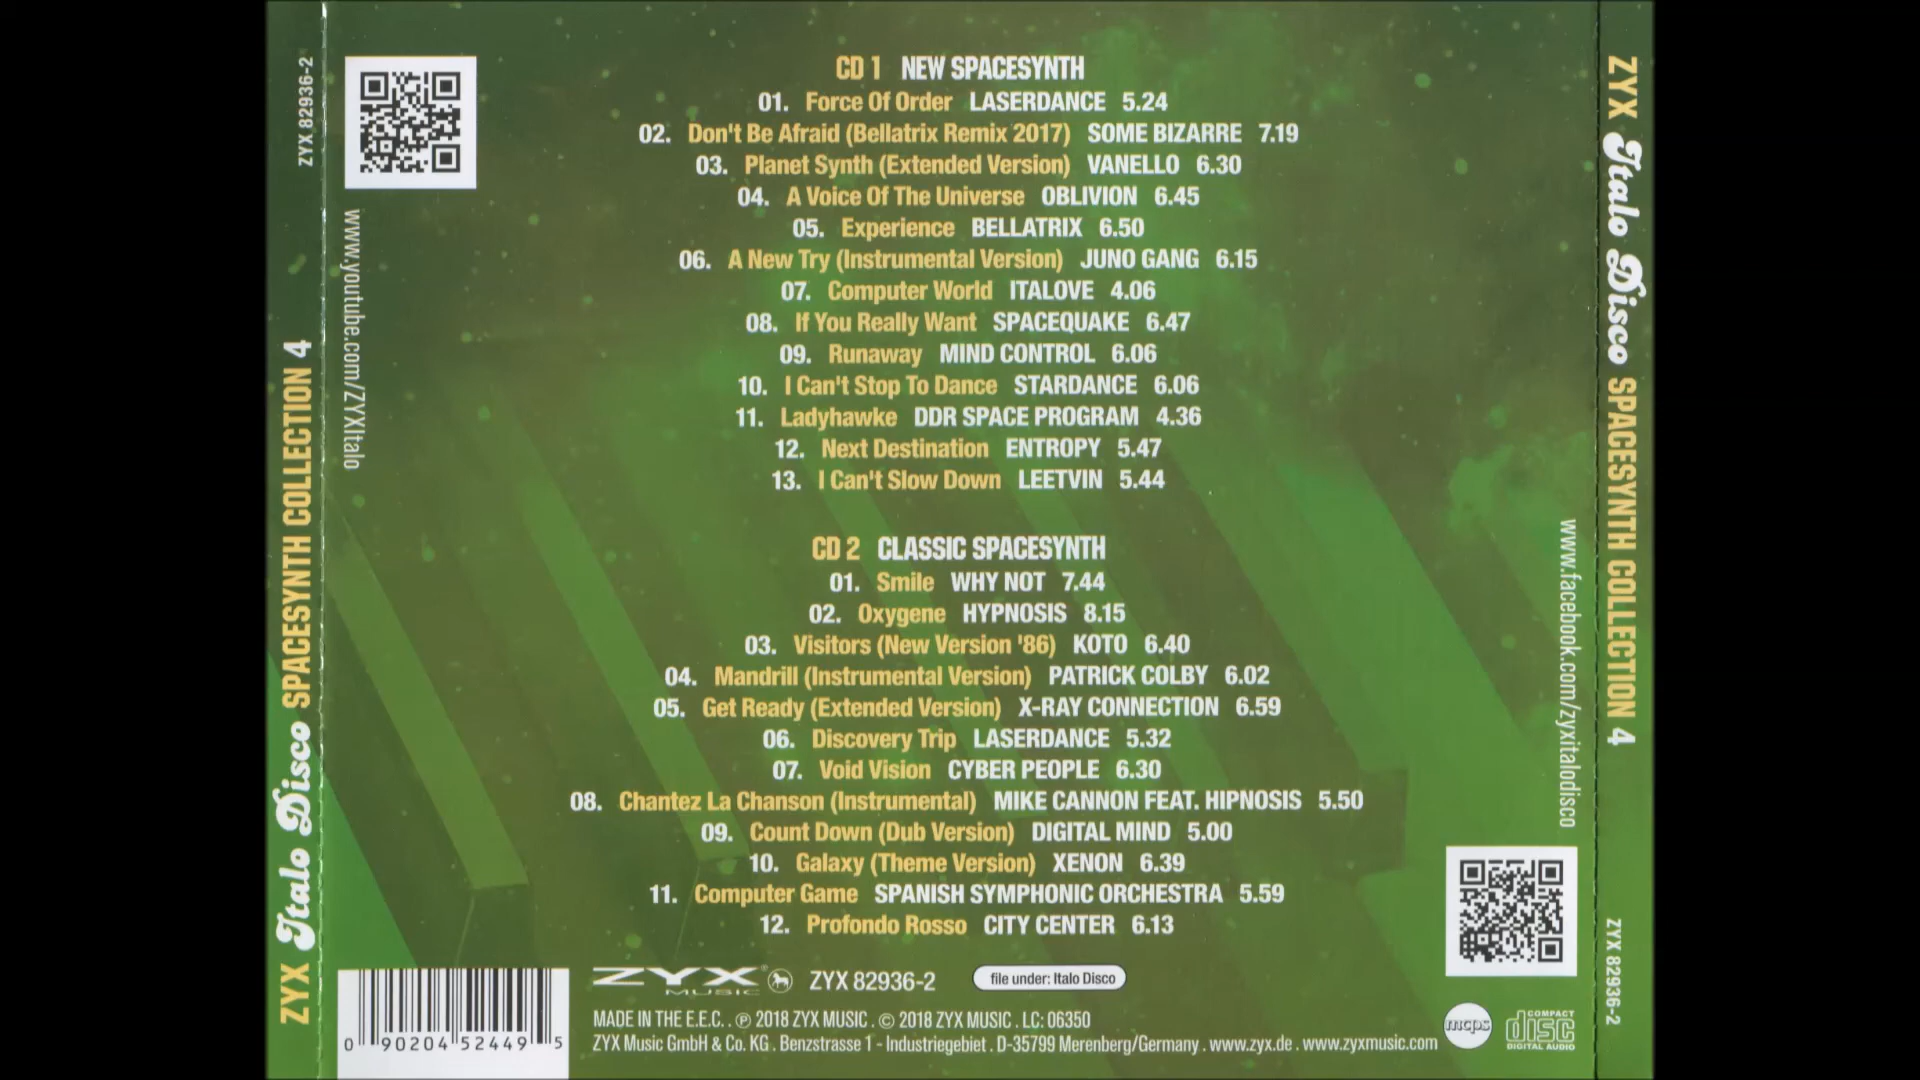 ZYX 82936-2
www.youtube.com/ZYXItalo
ZYX Italo Disco SPACESYNTH COLLECTION 4
CD 1 NEW SPACESYNTH
01. Force Of Order LASERDANCE 5.24
02. Don't Be Afraid (Bellatrix Remix 2017) SOME BIZARRE 7.19
03. Planet Synth (Extended Version) VANELLO 6.30
04. A Voice Of The Universe OBLIVION 6.45
05. Experience BELLATRIX 6.50
06. A New Try (Instrumental Version) JUNO GANG 6.15
07. Computer World ITALOVE 4.06
08. If You Really Want SPACEQUAKE 6.47
09. Runaway MIND CONTROL 6.06
10. I Can't Stop To Dance STARDANCE 6.06
11. Ladyhawke DDR SPACE PROGRAM 4.36
12. Next Destination ENTROPY 5.47
13. I Can't Slow Down LEETVIN 5.44
CD 2 CLASSIC SPACESYNTH
01. Smile WHY NOT 7.44
02. Oxygene HYPNOSIS 8.15
03. Visitors (New Version '86) KOTO 6.40
04. Mandrill (Instrumental Version) PATRICK COLBY 6.02
05. Get Ready (Extended Version) X-RAY CONNECTION 6.59
06. Discovery Trip LASERDANCE 5.32
07. Void Vision CYBER PEOPLE 6.30
08. Chantez La Chanson (Instrumental) MIKE CANNON FEAT. HIPNOSIS 5.50
09. Count Down (Dub Version) DIGITAL MIND 5.00
10. Galaxy (Theme Version) XENON 6.39
11. Computer Game SPANISH SYMPHONIC ORCHESTRA 5.59
12. Profondo Rosso CITY CENTER 6.13
ZYX MUSIC ® ZYX 82936-2 file under: Italo Disco
MADE IN THE E.E.C. . ℗ 2018 ZYX MUSIC . © 2018 ZYX MUSIC . LC: 06350
ZYX Music GmbH & Co. KG . Benzstrasse 1 - Industriegebiet . D-35799 Merenberg/Germany . www.zyx.de . www.zyxmusic.com
0 90204 52449 5
mcps
COMPACT disc DIGITAL AUDIO
www.facebook.com/zyxitalodisco
ZYX Italo Disco SPACESYNTH COLLECTION 4
ZYX 82936-2